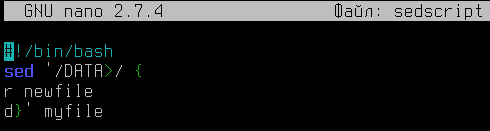 GNU nano 2.7.4 Файл: sedscript
#!/bin/bash
sed '/DATA>/ {
r newfile
d}' myfile